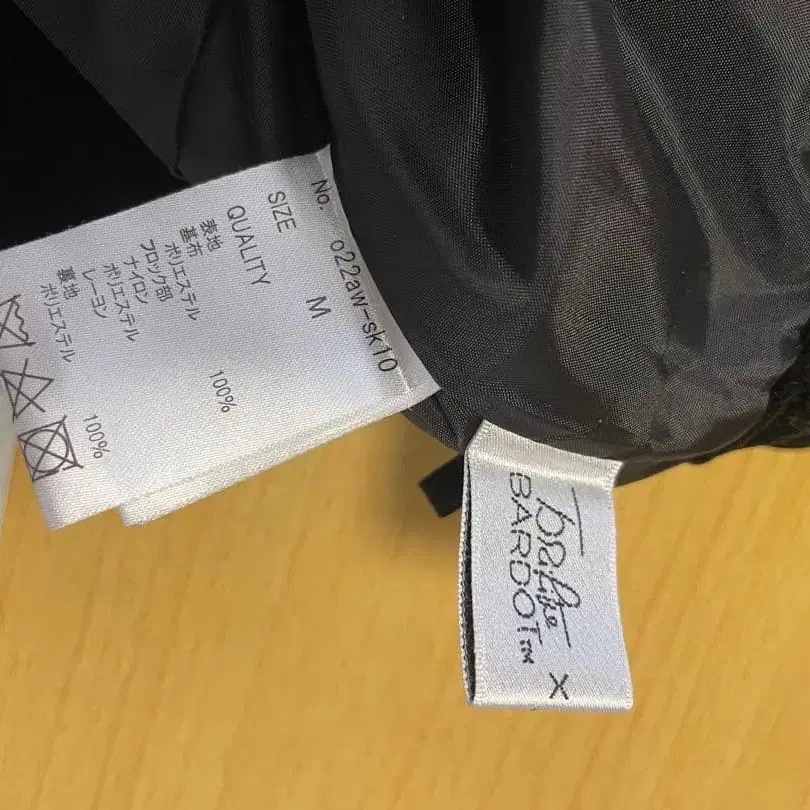 No. o22aw-sk10
SIZE M
QUALITY
表地
基布
ポリエステル 100%
フロック部
ナイロン
ポリエステル
レーヨン
裏地
ポリエステル 100%
BARDOT™
X